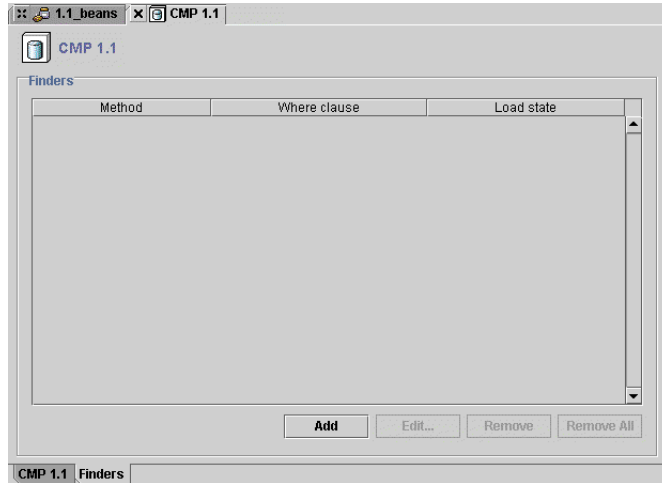 1.1_beans CMP 1.1
CMP 1.1
Finders
Method Where clause Load state
Add Edit... Remove Remove All
CMP 1.1 Finders